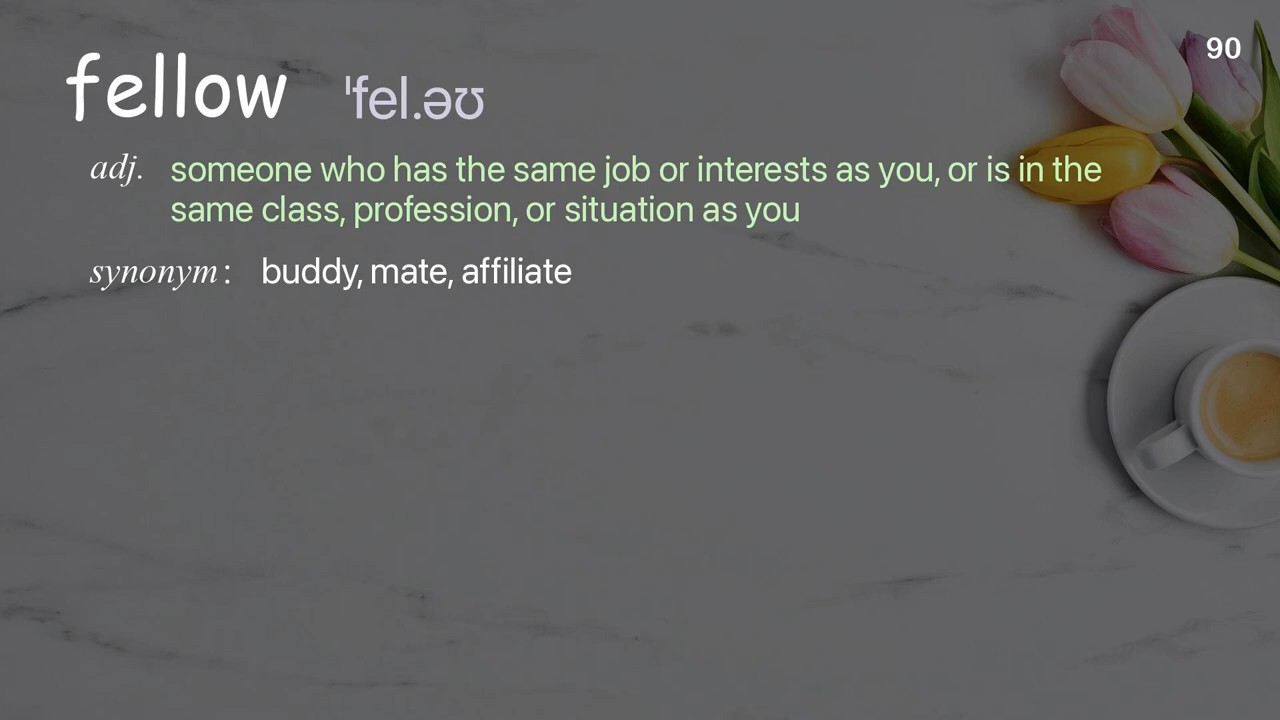 90
fellow ˈfel.əʊ
adj. someone who has the same job or interests as you, or is in the
same class, profession, or situation as you
synonym : buddy, mate, affiliate